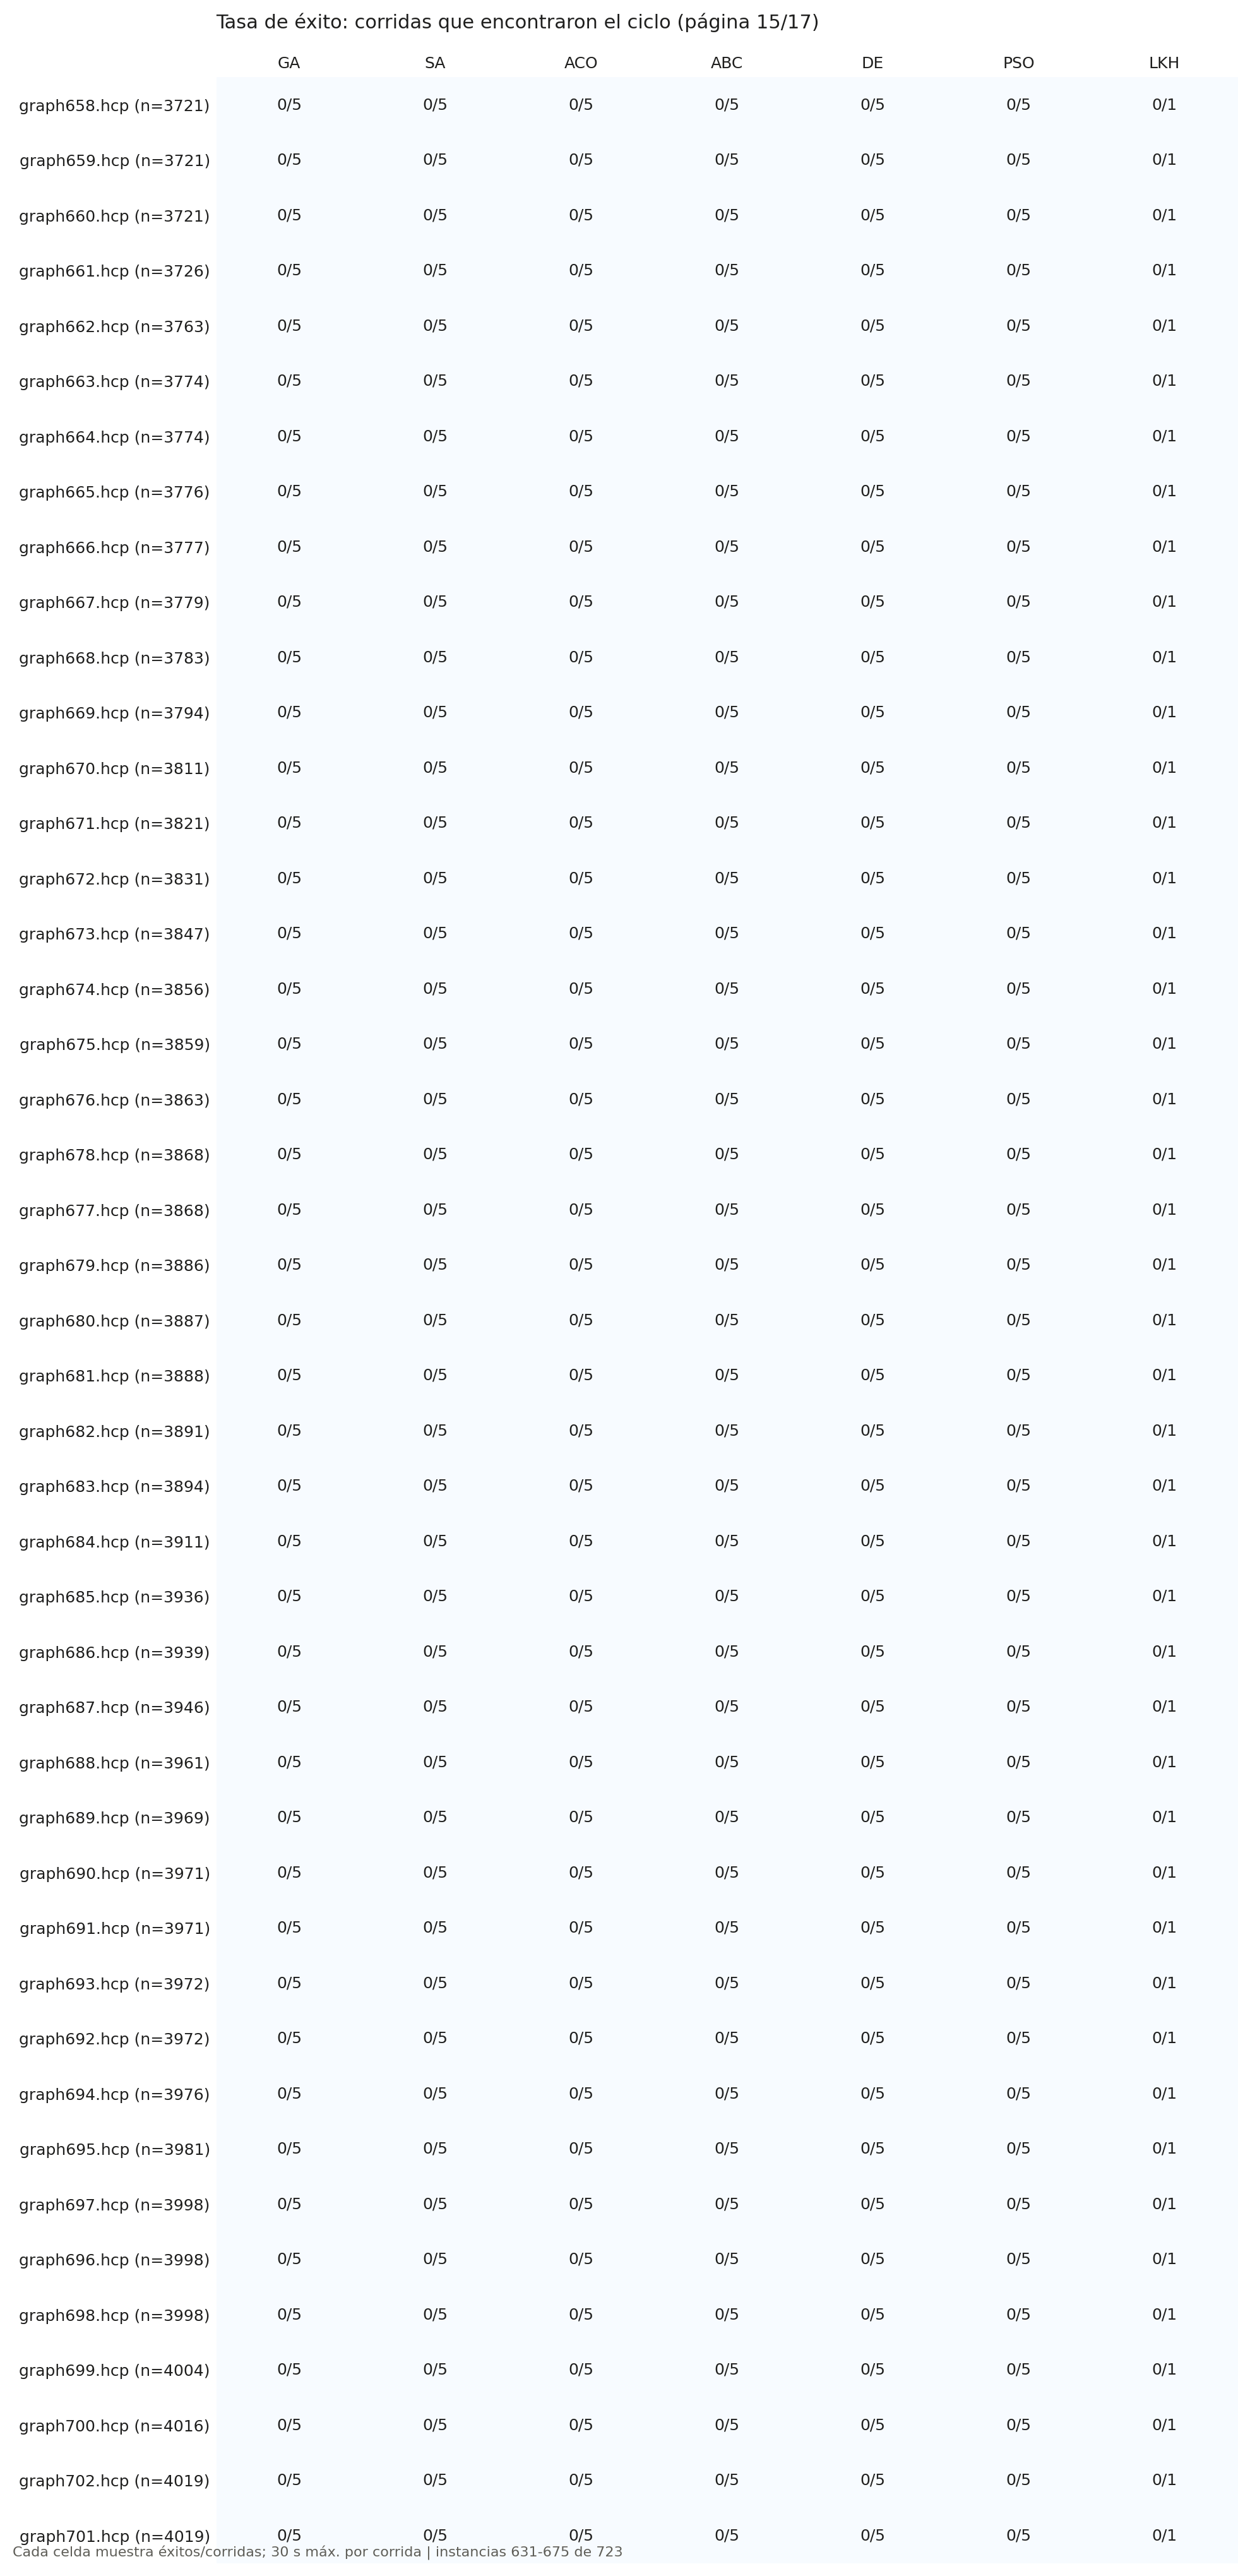 Tasa de éxito: corridas que encontraron el ciclo (página 15/17)
GA SA ACO ABC DE PSO LKH
graph658.hcp (n=3721) 0/5 0/5 0/5 0/5 0/5 0/5 0/1
graph659.hcp (n=3721) 0/5 0/5 0/5 0/5 0/5 0/5 0/1
graph660.hcp (n=3721) 0/5 0/5 0/5 0/5 0/5 0/5 0/1
graph661.hcp (n=3726) 0/5 0/5 0/5 0/5 0/5 0/5 0/1
graph662.hcp (n=3763) 0/5 0/5 0/5 0/5 0/5 0/5 0/1
graph663.hcp (n=3774) 0/5 0/5 0/5 0/5 0/5 0/5 0/1
graph664.hcp (n=3774) 0/5 0/5 0/5 0/5 0/5 0/5 0/1
graph665.hcp (n=3776) 0/5 0/5 0/5 0/5 0/5 0/5 0/1
graph666.hcp (n=3777) 0/5 0/5 0/5 0/5 0/5 0/5 0/1
graph667.hcp (n=3779) 0/5 0/5 0/5 0/5 0/5 0/5 0/1
graph668.hcp (n=3783) 0/5 0/5 0/5 0/5 0/5 0/5 0/1
graph669.hcp (n=3794) 0/5 0/5 0/5 0/5 0/5 0/5 0/1
graph670.hcp (n=3811) 0/5 0/5 0/5 0/5 0/5 0/5 0/1
graph671.hcp (n=3821) 0/5 0/5 0/5 0/5 0/5 0/5 0/1
graph672.hcp (n=3831) 0/5 0/5 0/5 0/5 0/5 0/5 0/1
graph673.hcp (n=3847) 0/5 0/5 0/5 0/5 0/5 0/5 0/1
graph674.hcp (n=3856) 0/5 0/5 0/5 0/5 0/5 0/5 0/1
graph675.hcp (n=3859) 0/5 0/5 0/5 0/5 0/5 0/5 0/1
graph676.hcp (n=3863) 0/5 0/5 0/5 0/5 0/5 0/5 0/1
graph678.hcp (n=3868) 0/5 0/5 0/5 0/5 0/5 0/5 0/1
graph677.hcp (n=3868) 0/5 0/5 0/5 0/5 0/5 0/5 0/1
graph679.hcp (n=3886) 0/5 0/5 0/5 0/5 0/5 0/5 0/1
graph680.hcp (n=3887) 0/5 0/5 0/5 0/5 0/5 0/5 0/1
graph681.hcp (n=3888) 0/5 0/5 0/5 0/5 0/5 0/5 0/1
graph682.hcp (n=3891) 0/5 0/5 0/5 0/5 0/5 0/5 0/1
graph683.hcp (n=3894) 0/5 0/5 0/5 0/5 0/5 0/5 0/1
graph684.hcp (n=3911) 0/5 0/5 0/5 0/5 0/5 0/5 0/1
graph685.hcp (n=3936) 0/5 0/5 0/5 0/5 0/5 0/5 0/1
graph686.hcp (n=3939) 0/5 0/5 0/5 0/5 0/5 0/5 0/1
graph687.hcp (n=3946) 0/5 0/5 0/5 0/5 0/5 0/5 0/1
graph688.hcp (n=3961) 0/5 0/5 0/5 0/5 0/5 0/5 0/1
graph689.hcp (n=3969) 0/5 0/5 0/5 0/5 0/5 0/5 0/1
graph690.hcp (n=3971) 0/5 0/5 0/5 0/5 0/5 0/5 0/1
graph691.hcp (n=3971) 0/5 0/5 0/5 0/5 0/5 0/5 0/1
graph693.hcp (n=3972) 0/5 0/5 0/5 0/5 0/5 0/5 0/1
graph692.hcp (n=3972) 0/5 0/5 0/5 0/5 0/5 0/5 0/1
graph694.hcp (n=3976) 0/5 0/5 0/5 0/5 0/5 0/5 0/1
graph695.hcp (n=3981) 0/5 0/5 0/5 0/5 0/5 0/5 0/1
graph697.hcp (n=3998) 0/5 0/5 0/5 0/5 0/5 0/5 0/1
graph696.hcp (n=3998) 0/5 0/5 0/5 0/5 0/5 0/5 0/1
graph698.hcp (n=3998) 0/5 0/5 0/5 0/5 0/5 0/5 0/1
graph699.hcp (n=4004) 0/5 0/5 0/5 0/5 0/5 0/5 0/1
graph700.hcp (n=4016) 0/5 0/5 0/5 0/5 0/5 0/5 0/1
graph702.hcp (n=4019) 0/5 0/5 0/5 0/5 0/5 0/5 0/1
graph701.hcp (n=4019) 0/5 0/5 0/5 0/5 0/5 0/5 0/1
Cada celda muestra éxitos/corridas; 30 s máx. por corrida | instancias 631-675 de 723